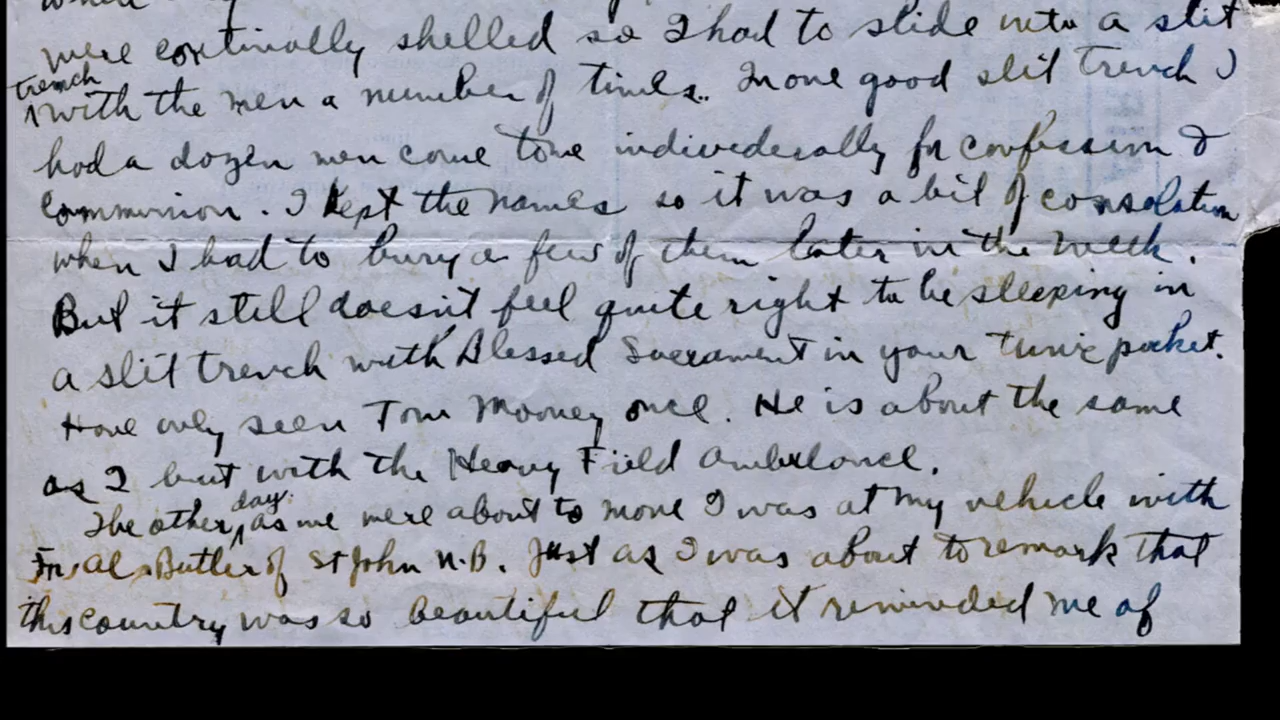 were continually shelled so I had to slide into a slit
trench
^with the men a number of times.. In one good slit trench I
had a dozen men come to me individerally for confession &
Communion. I kept the names so it was a bit of consolation
when I had to bury a few of them later in the week.
But it still doesn't feel quite right to be sleeping in
a slit trench with Blessed Sacrament in your tunic pocket.
Have only seen Tom Mooney once. He is about the same
as I but with the Heavy Field Ambulance.
day
The other ^ as we were about to move I was at my vehicle with
Fr. Al Butler of St John N.B. Just as I was about to remark that
this country was so beautiful that it reminded me of